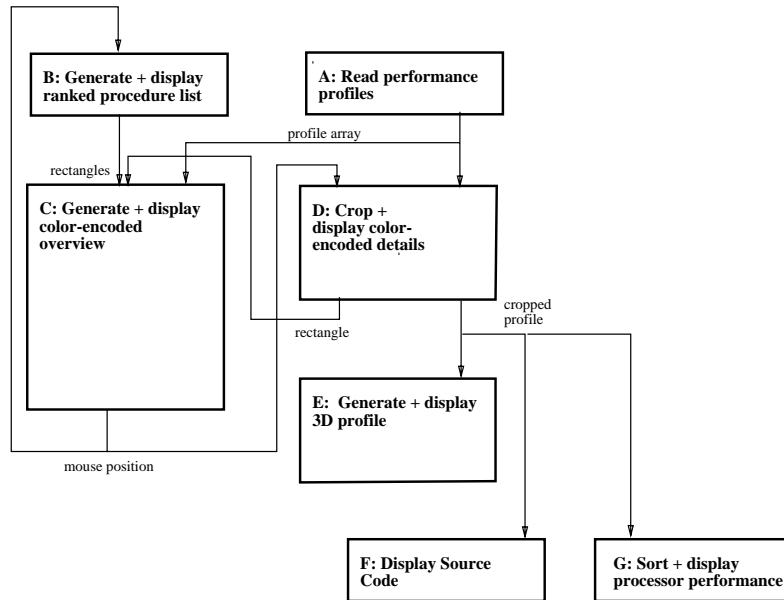 B: Generate + display
ranked procedure list
A: Read performance
profiles
profile array
rectangles
C: Generate + display
color-encoded
overview
D: Crop +
display color-
encoded details
rectangle
cropped
profile
E: Generate + display
3D profile
mouse position
F: Display Source
Code
G: Sort + display
processor performance